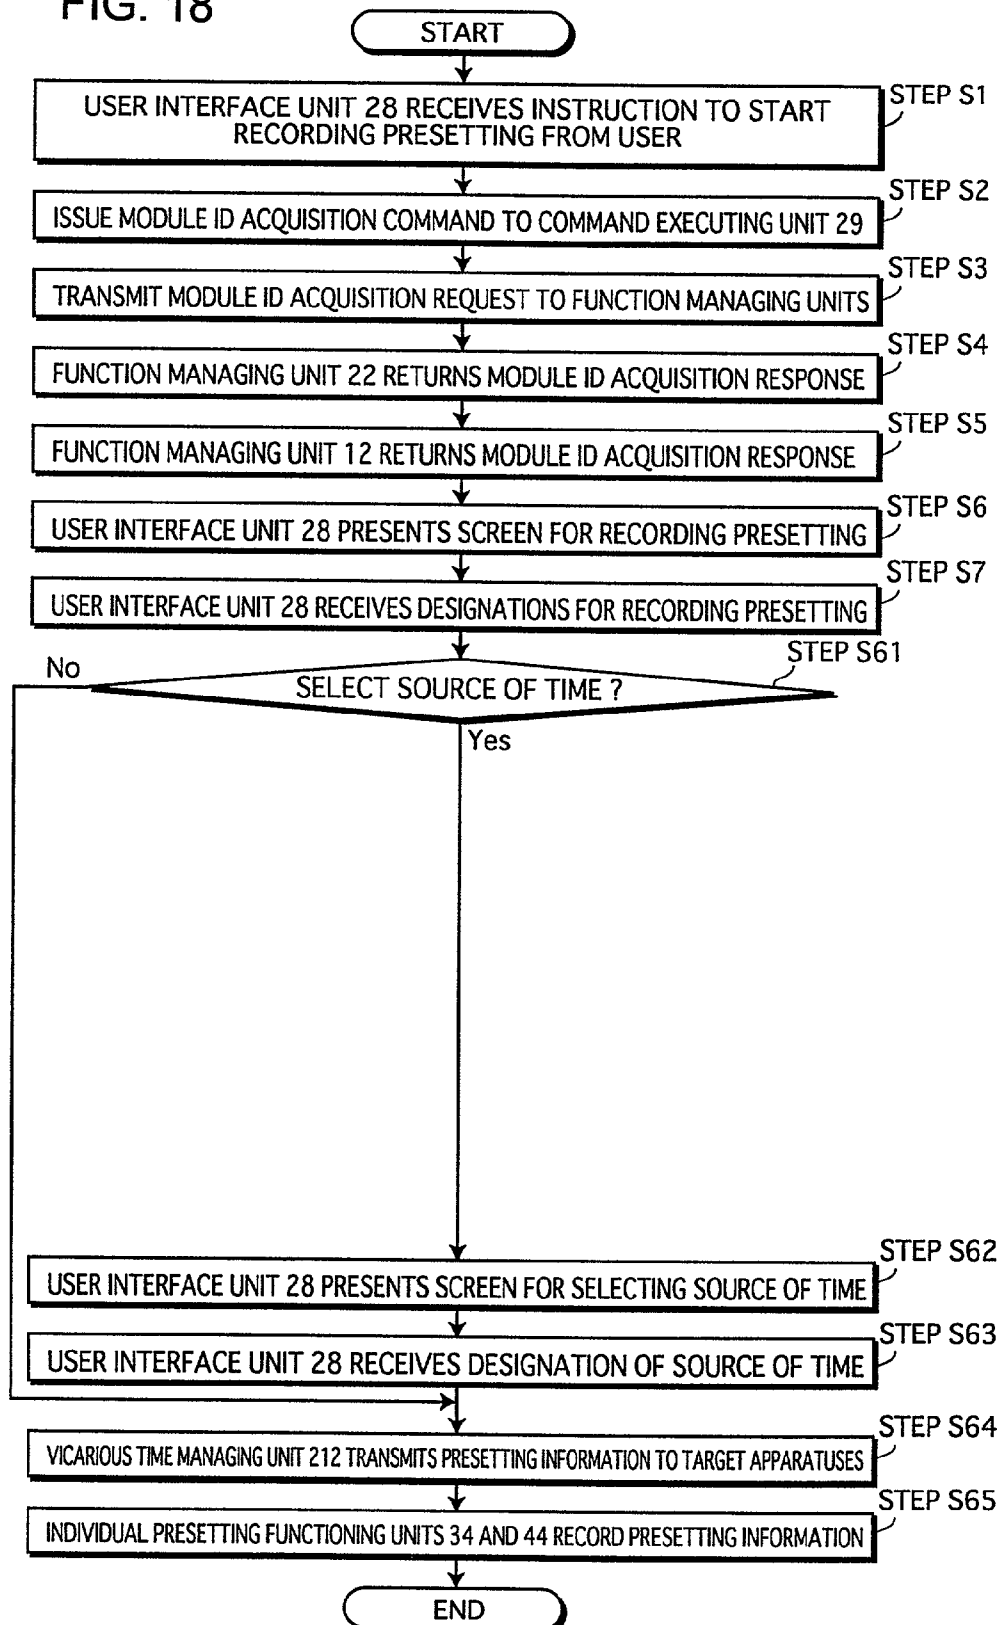 FIG. 18
START
STEP S1
USER INTERFACE UNIT 28 RECEIVES INSTRUCTION TO START
RECORDING PRESETTING FROM USER
STEP S2
ISSUE MODULE ID ACQUISITION COMMAND TO COMMAND EXECUTING UNIT 29
STEP S3
TRANSMIT MODULE ID ACQUISITION REQUEST TO FUNCTION MANAGING UNITS
STEP S4
FUNCTION MANAGING UNIT 22 RETURNS MODULE ID ACQUISITION RESPONSE
STEP S5
FUNCTION MANAGING UNIT 12 RETURNS MODULE ID ACQUISITION RESPONSE
STEP S6
USER INTERFACE UNIT 28 PRESENTS SCREEN FOR RECORDING PRESETTING
STEP S7
USER INTERFACE UNIT 28 RECEIVES DESIGNATIONS FOR RECORDING PRESETTING
STEP S61
No
SELECT SOURCE OF TIME ?
Yes
STEP S62
USER INTERFACE UNIT 28 PRESENTS SCREEN FOR SELECTING SOURCE OF TIME
STEP S63
USER INTERFACE UNIT 28 RECEIVES DESIGNATION OF SOURCE OF TIME
STEP S64
VICARIOUS TIME MANAGING UNIT 212 TRANSMITS PRESETTING INFORMATION TO TARGET APPARATUSES
STEP S65
INDIVIDUAL PRESETTING FUNCTIONING UNITS 34 AND 44 RECORD PRESETTING INFORMATION
END